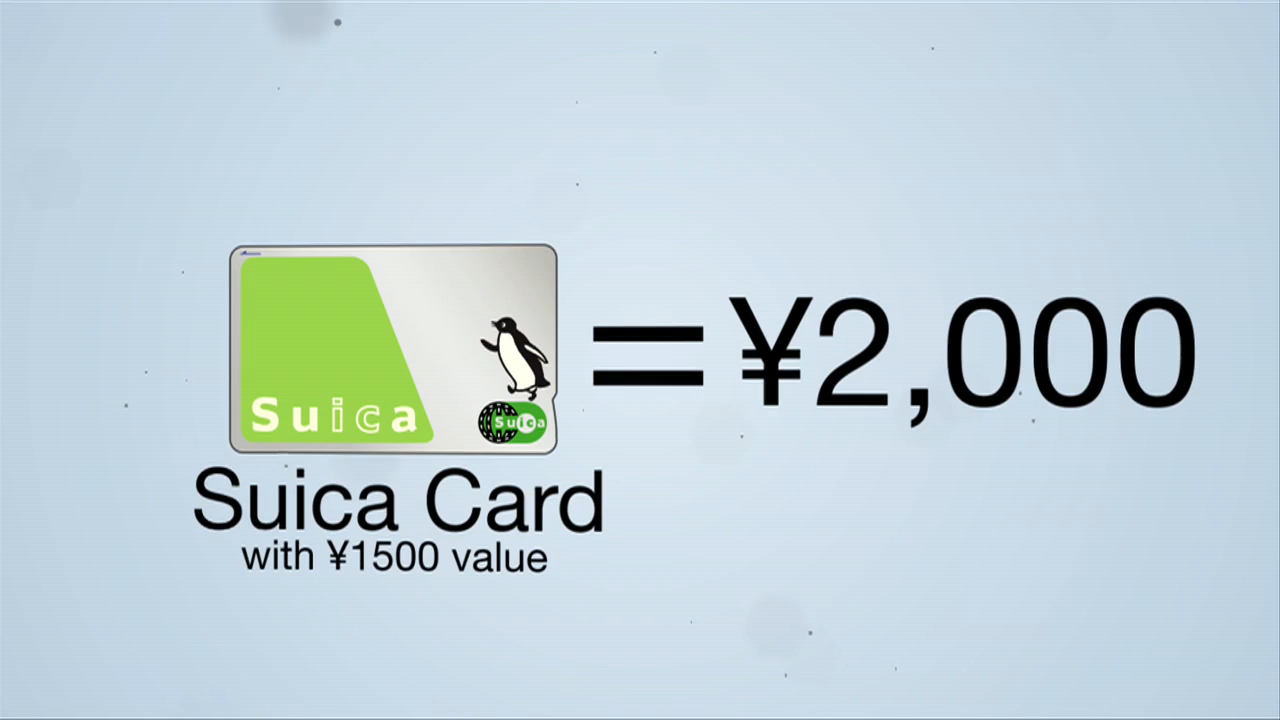 Suica
Suica
= ¥2,000
Suica Card
with ¥1500 value